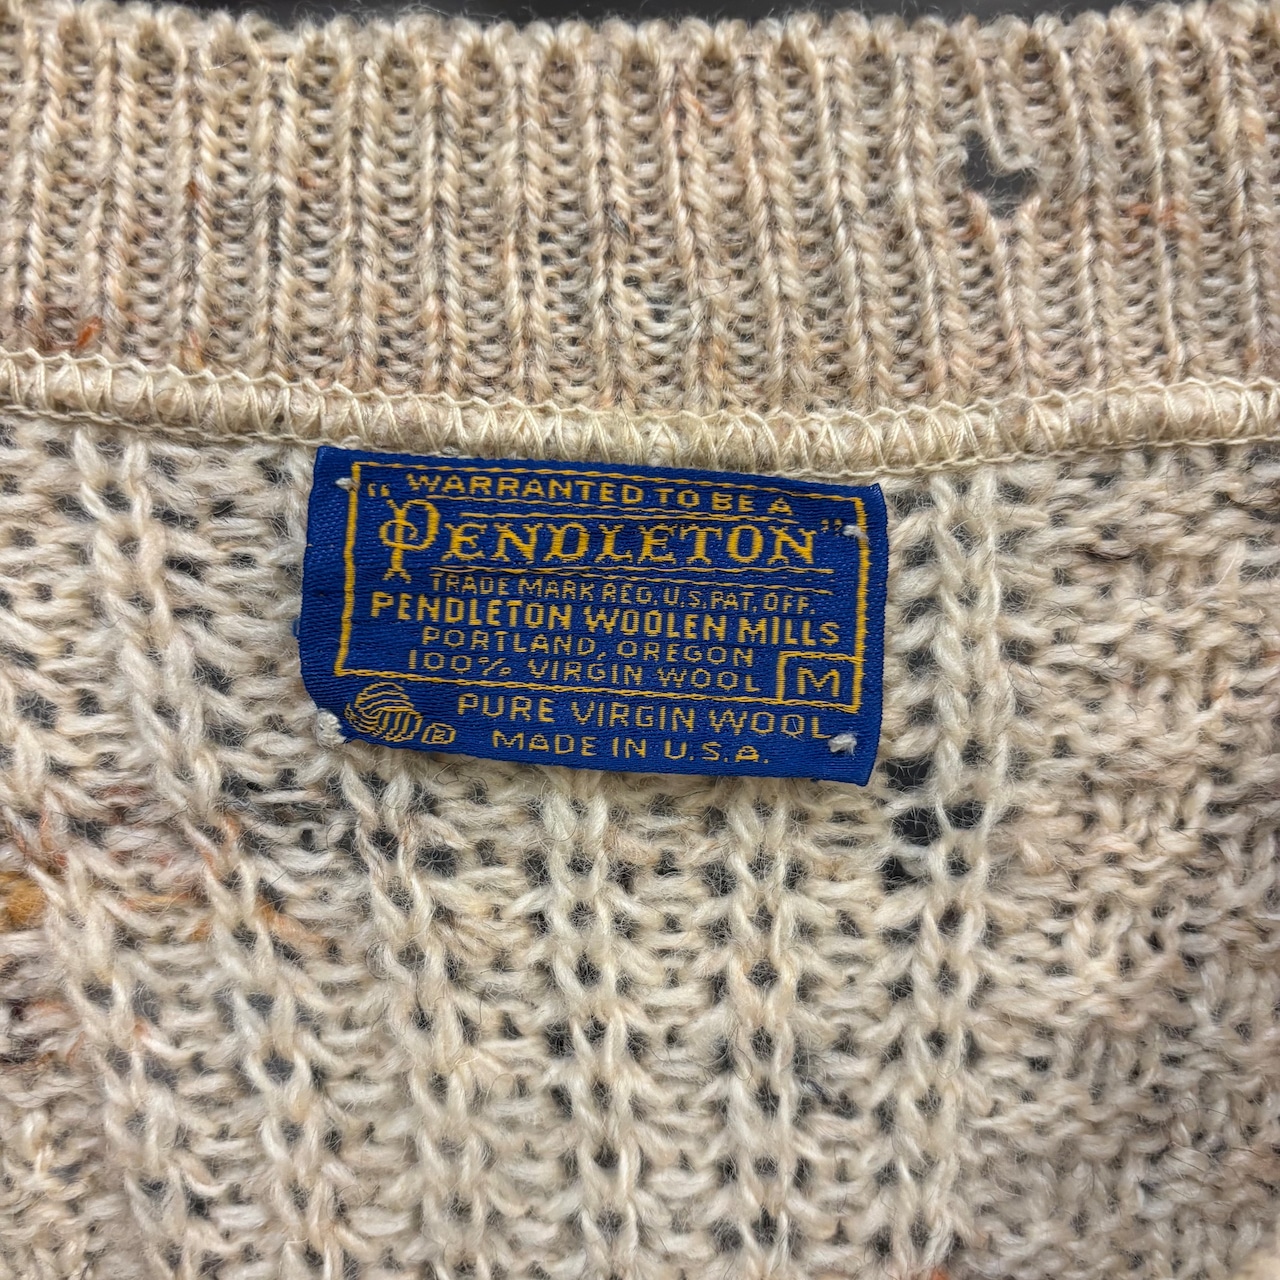 WARRANTED TO BE A
"PENDLETON"
TRADE MARK REG. U.S. PAT. OFF.
PENDLETON WOOLEN MILLS
PORTLAND, OREGON
100% VIRGIN WOOL M
PURE VIRGIN WOOL
® MADE IN U.S.A.